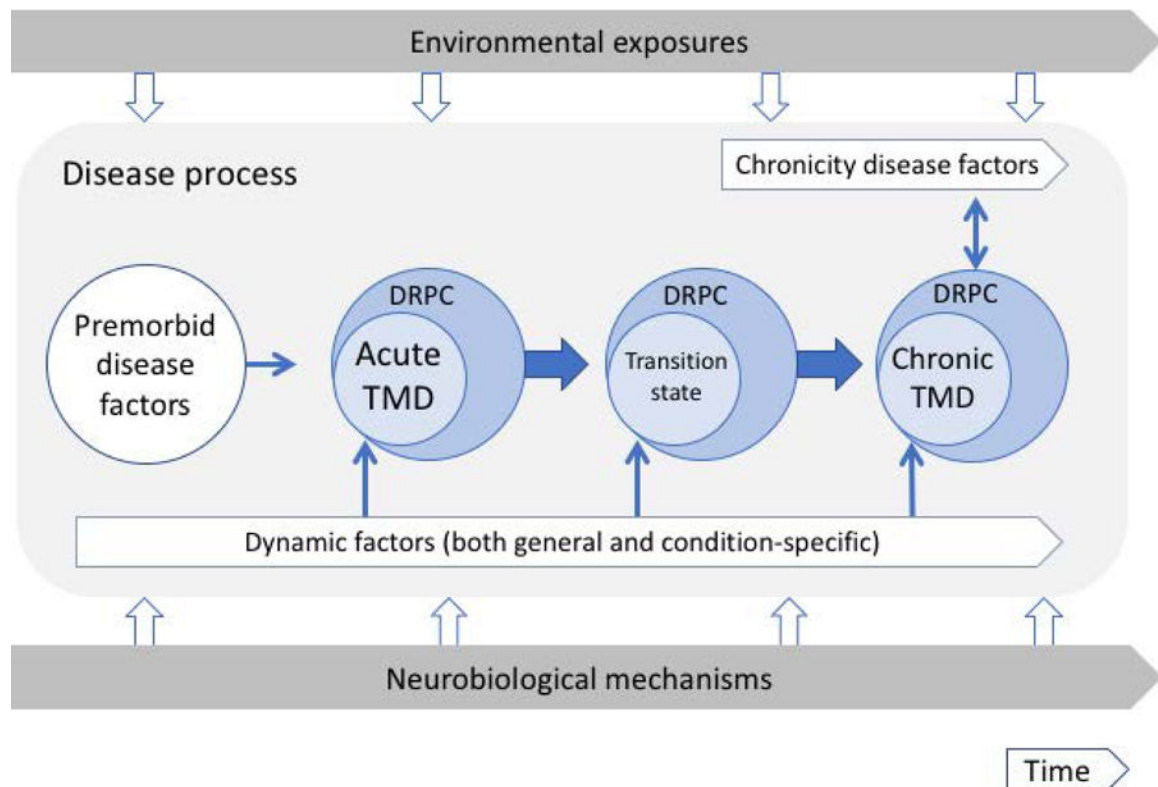 Environmental exposures
Disease process
Chronicity disease factors
Premorbid
disease
factors
DRPC
Acute
TMD
DRPC
Transition
state
DRPC
Chronic
TMD
Dynamic factors (both general and condition-specific)
Neurobiological mechanisms
Time